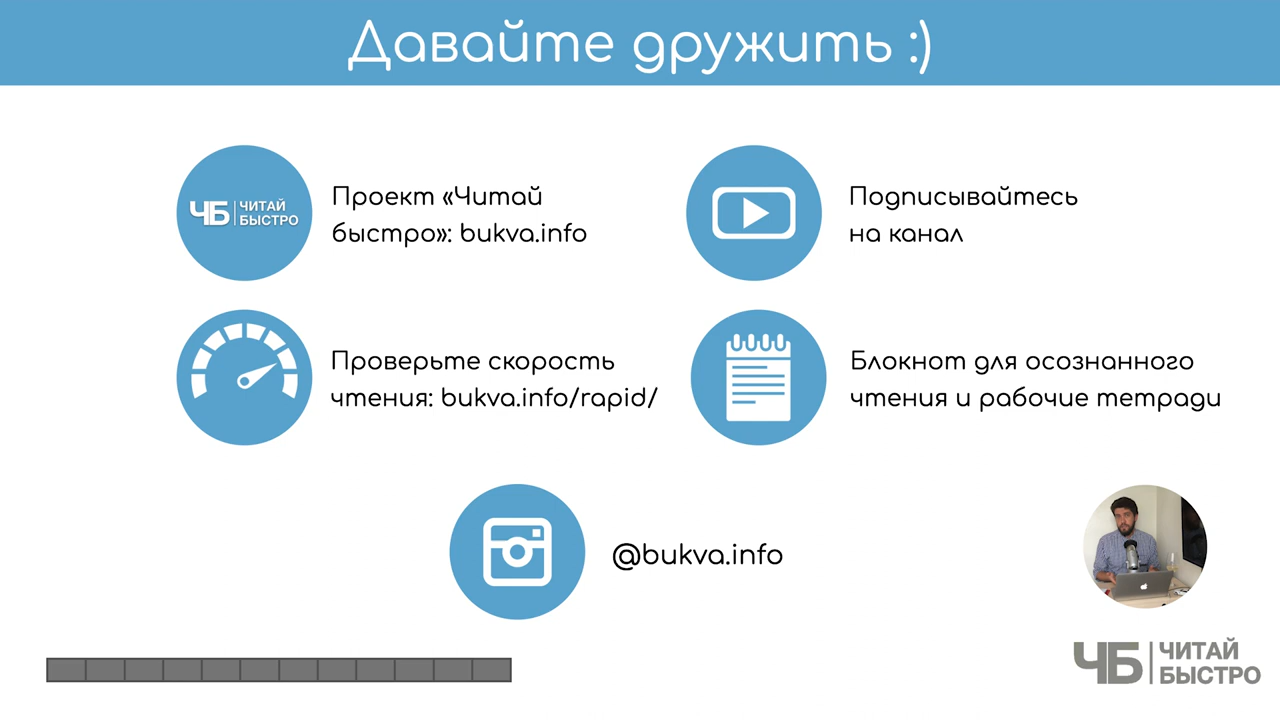 Давайте дружить :)
ЧБ ЧИТАЙ
БЫСТРО
Проект «Читай
быстро»: bukva.info
Подписывайтесь
на канал
Проверьте скорость
чтения: bukva.info/rapid/
Блокнот для осознанного
чтения и рабочие тетради
@bukva.info
ЧБ ЧИТАЙ
БЫСТРО